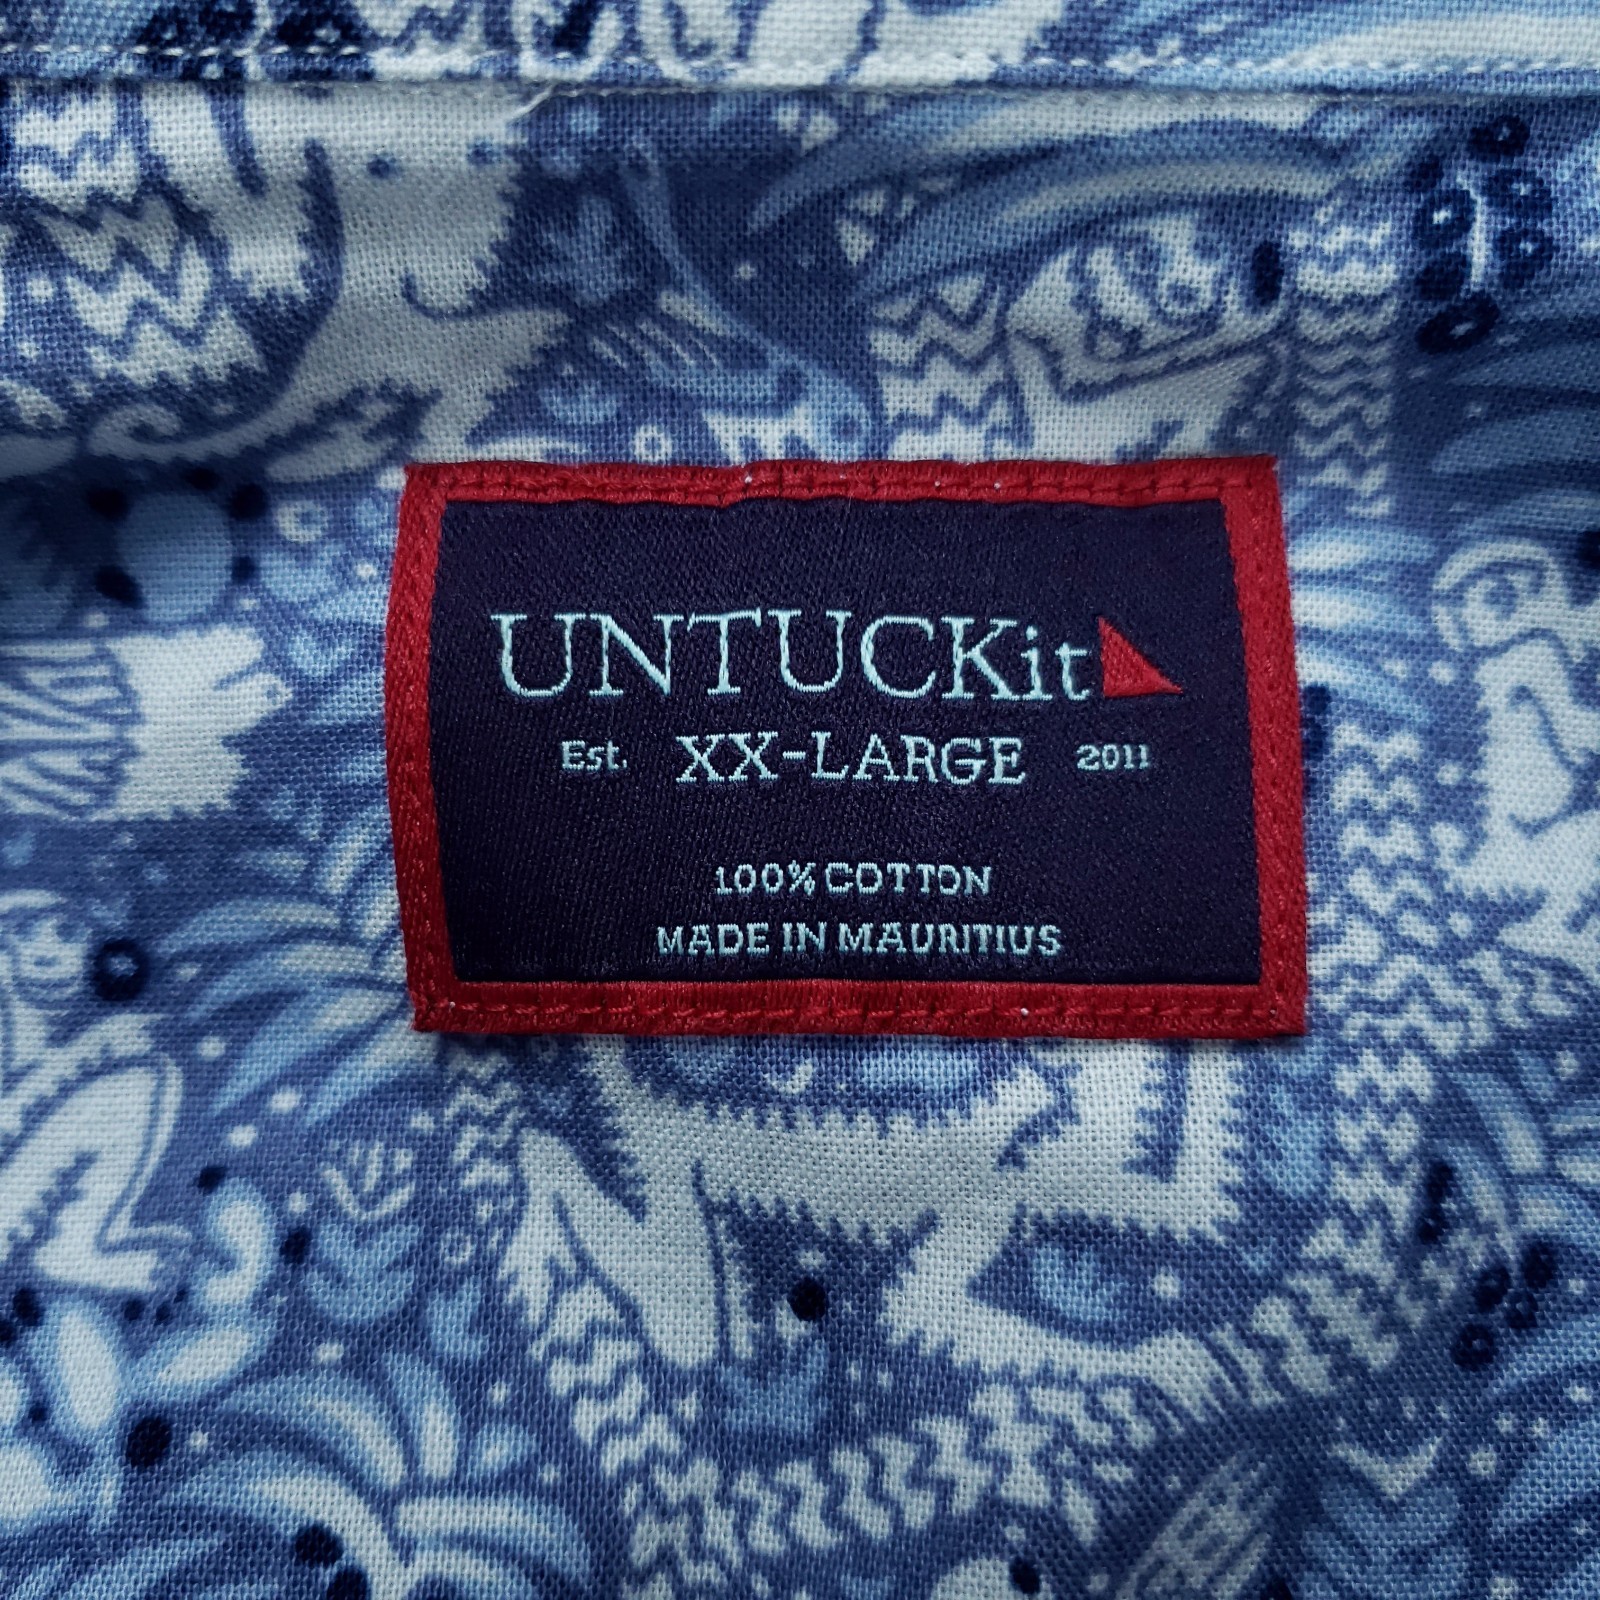 UNTUCKit
Est. XX-LARGE 2011
100% COTTON
MADE IN MAURITIUS